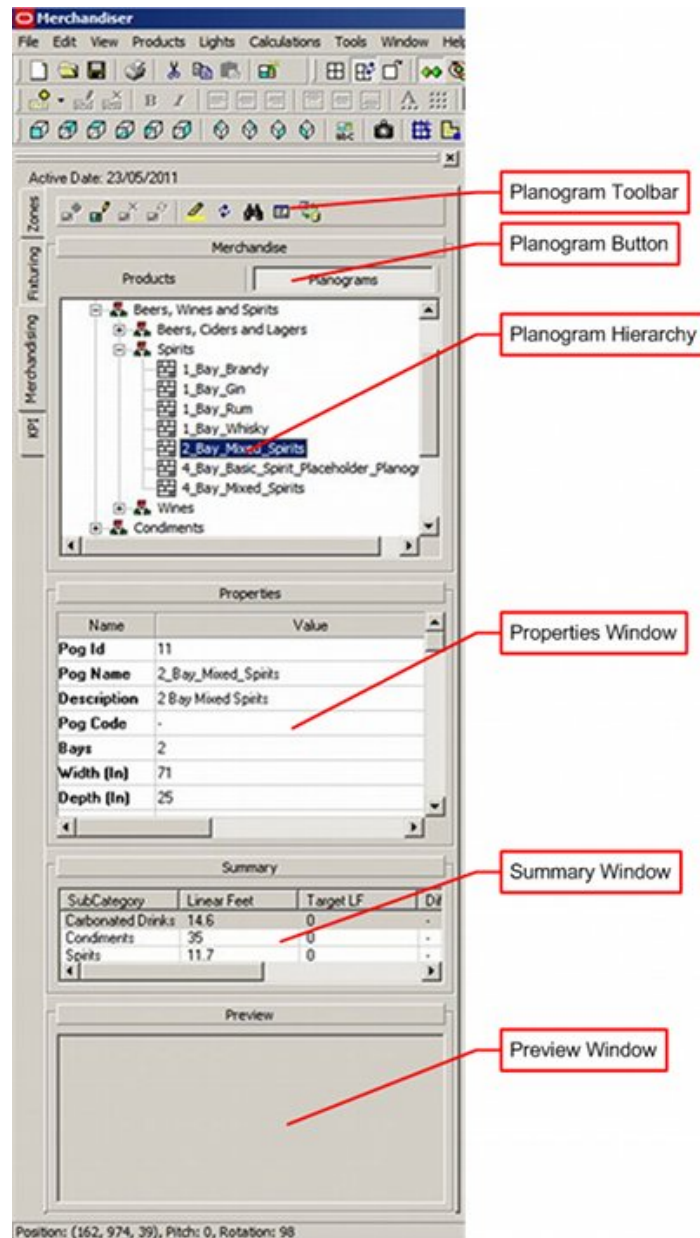 Merchandiser
File Edit View Products Lights Calculations Tools Window Help
B I
A
ab-c
Active Date: 23/05/2011
Planogram Toolbar
Zones
Fixturing
Merchandising
KPI
Merchandise
Planogram Button
Products Planograms
Beers, Wines and Spirits
Beers, Ciders and Lagers
Planogram Hierarchy
Spirits
1_Bay_Brandy
1_Bay_Gin
1_Bay_Rum
1_Bay_Whisky
2_Bay_Mixed_Spirits
4_Bay_Basic_Spirit_Placeholder_Planogr
4_Bay_Mixed_Spirits
Wines
Condiments
Properties
Name Value
Properties Window
Pog Id 11
Pog Name 2_Bay_Mixed_Spirits
Description 2 Bay Mixed Spirits
Pog Code -
Bays 2
Width (In) 71
Depth (In) 25
Summary
Summary Window
SubCategory Linear Feet Target LF Dif
Carbonated Drinks 14.6 0 -
Condiments 35 0 -
Spirits 11.7 0
Preview
Preview Window
Position: (162, 974, 39), Pitch: 0, Rotation: 98